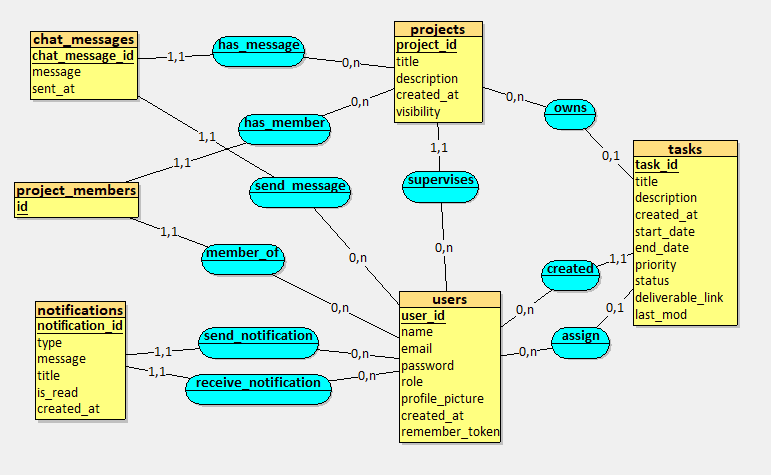 chat_messages
chat_message_id
message
sent_at
1,1
has_message
0,n
projects
project_id
title
description
created_at
visibility
has_member
0,n
1,1
1,1
project_members
id
send_message
0,n
supervises
1,1
0,n
0,n
owns
0,1
tasks
task_id
title
description
created_at
start_date
end_date
priority
status
deliverable_link
last_mod
1,1
member_of
0,n
created
1,1
0,n
assign
0,1
0,n
notifications
notification_id
type
message
title
is_read
created_at
send_notification
1,1
0,n
receive_notification
1,1
0,n
users
user_id
name
email
password
role
profile_picture
created_at
remember_token